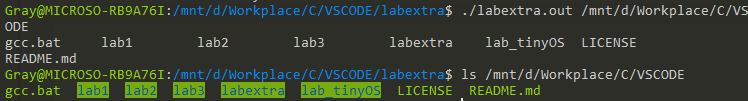 Gray@MICROSO-RB9A76I:/mnt/d/Workplace/C/VSCODE/labextra$ ./labextra.out /mnt/d/Workplace/C/VSC
ODE
gcc.bat lab1 lab2 lab3 labextra lab_tinyOS LICENSE
README.md
Gray@MICROSO-RB9A76I:/mnt/d/Workplace/C/VSCODE/labextra$ ls /mnt/d/Workplace/C/VSCODE
gcc.bat lab1 lab2 lab3 labextra lab_tinyOS LICENSE README.md